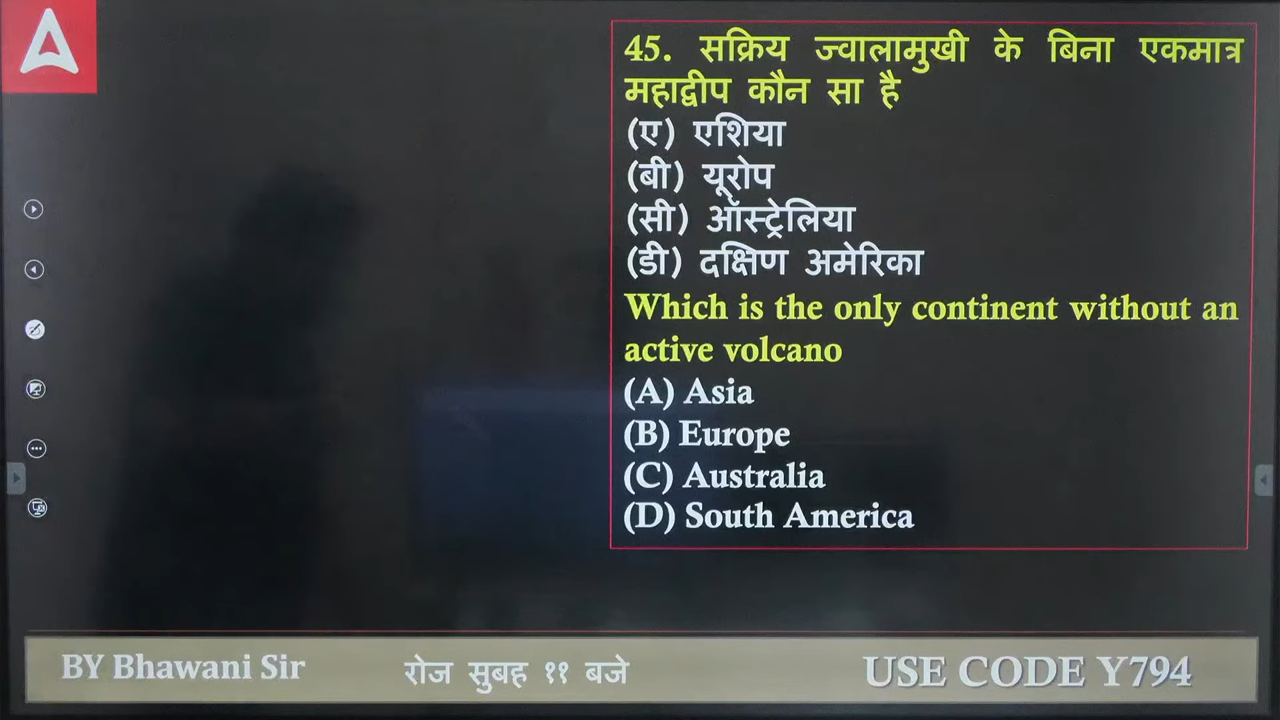 45. सक्रिय ज्वालामुखी के बिना एकमात्र
महाद्वीप कौन सा है
(ए) एशिया
(बी) यूरोप
(सी) ऑस्ट्रेलिया
(डी) दक्षिण अमेरिका
Which is the only continent without an
active volcano
(A) Asia
(B) Europe
(C) Australia
(D) South America
BY Bhawani Sir
रोज सुबह ११ बजे
USE CODE Y794